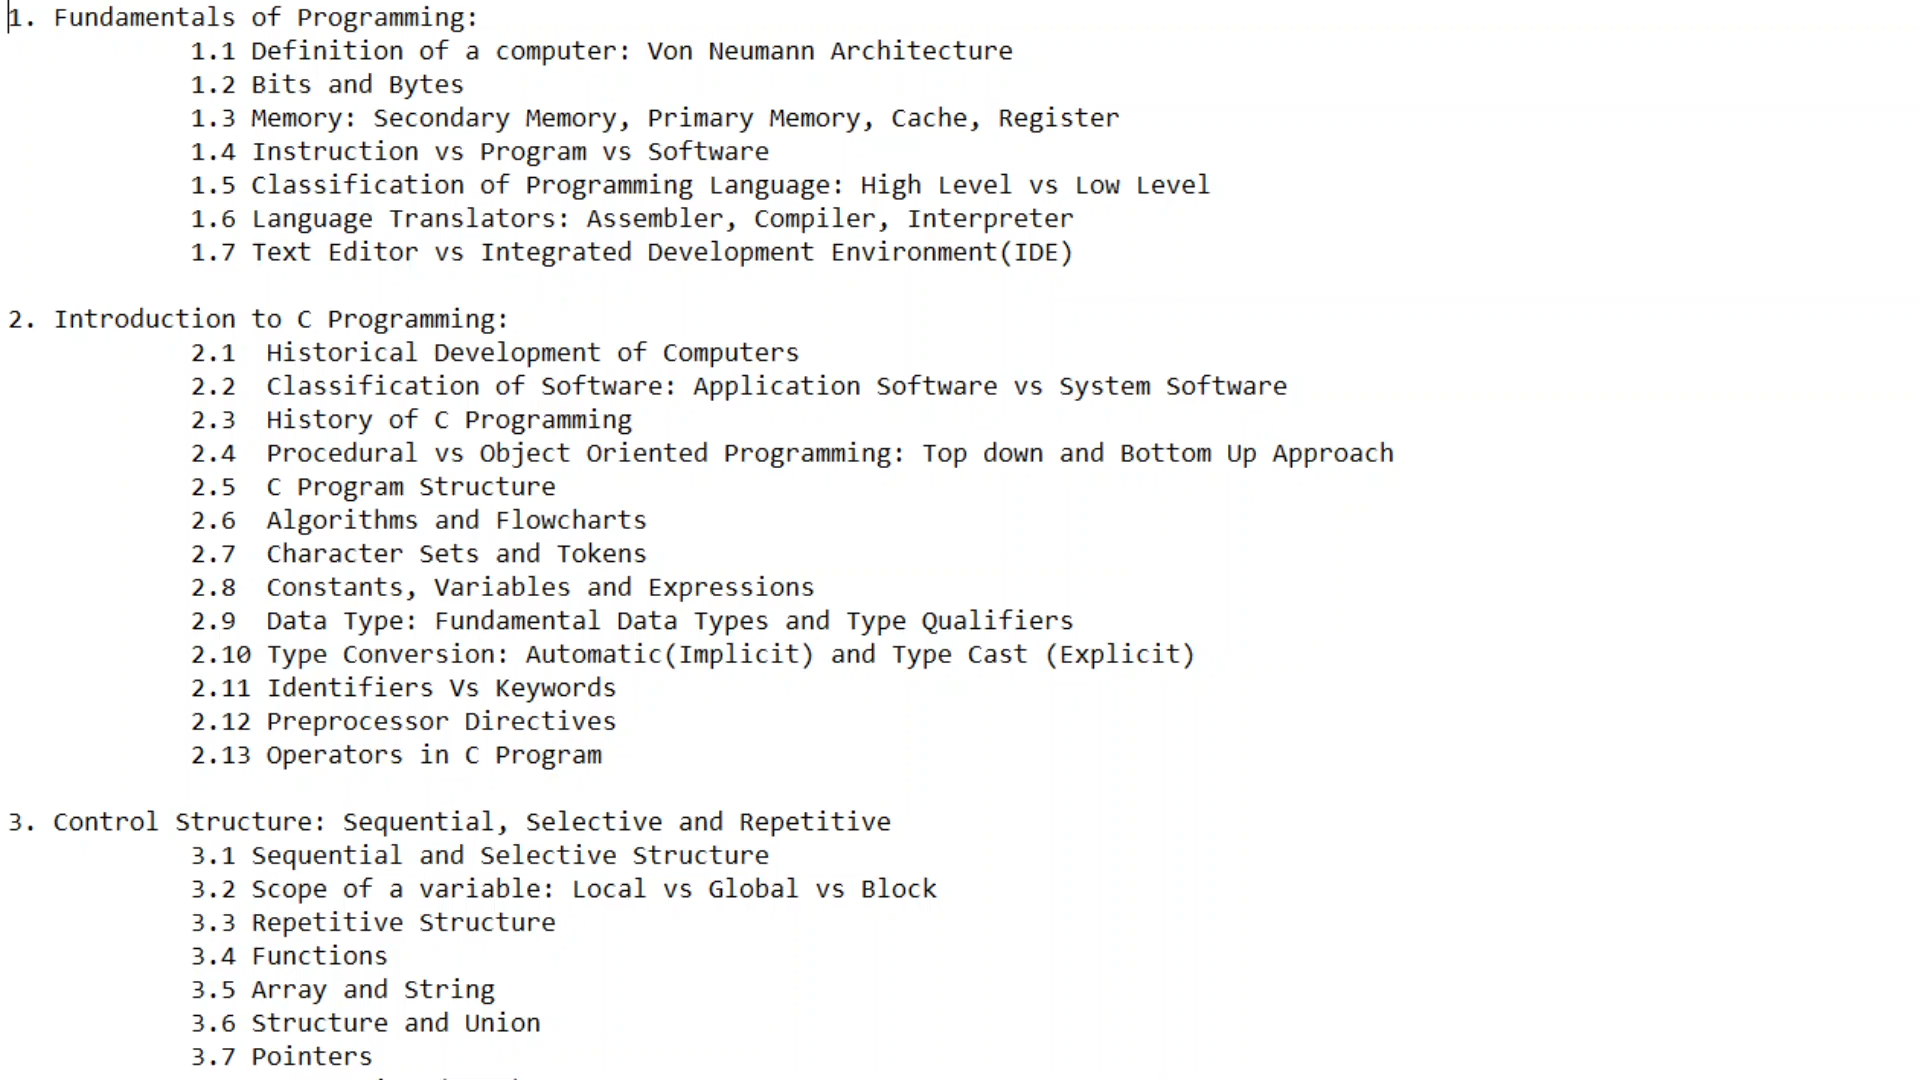 1. Fundamentals of Programming:
1.1 Definition of a computer: Von Neumann Architecture
1.2 Bits and Bytes
1.3 Memory: Secondary Memory, Primary Memory, Cache, Register
1.4 Instruction vs Program vs Software
1.5 Classification of Programming Language: High Level vs Low Level
1.6 Language Translators: Assembler, Compiler, Interpreter
1.7 Text Editor vs Integrated Development Environment(IDE)
2. Introduction to C Programming:
2.1 Historical Development of Computers
2.2 Classification of Software: Application Software vs System Software
2.3 History of C Programming
2.4 Procedural vs Object Oriented Programming: Top down and Bottom Up Approach
2.5 C Program Structure
2.6 Algorithms and Flowcharts
2.7 Character Sets and Tokens
2.8 Constants, Variables and Expressions
2.9 Data Type: Fundamental Data Types and Type Qualifiers
2.10 Type Conversion: Automatic(Implicit) and Type Cast (Explicit)
2.11 Identifiers Vs Keywords
2.12 Preprocessor Directives
2.13 Operators in C Program
3. Control Structure: Sequential, Selective and Repetitive
3.1 Sequential and Selective Structure
3.2 Scope of a variable: Local vs Global vs Block
3.3 Repetitive Structure
3.4 Functions
3.5 Array and String
3.6 Structure and Union
3.7 Pointers